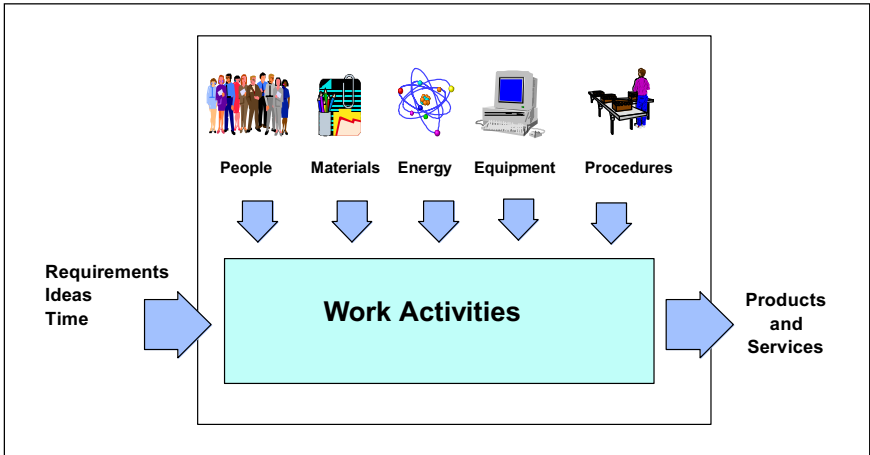 People Materials Energy Equipment Procedures
Requirements
Ideas
Time
Work Activities
Products
and
Services